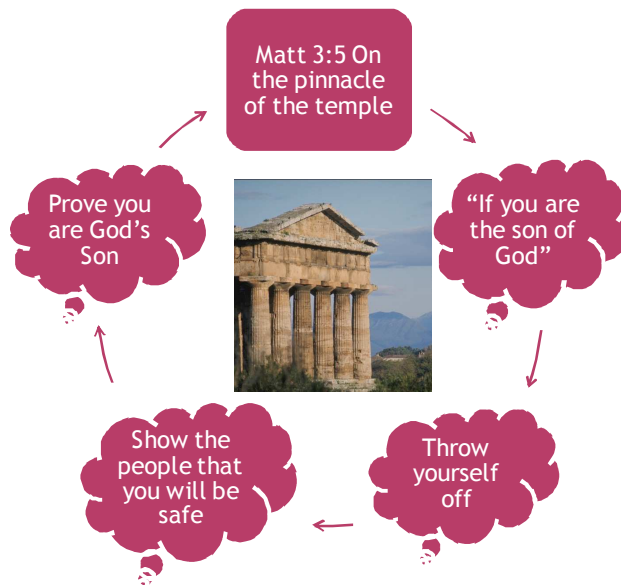 Matt 3:5 On
the pinnacle
of the temple
“If you are
the son of
God”
Throw
yourself
off
Show the
people that
you will be
safe
Prove you
are God’s
Son